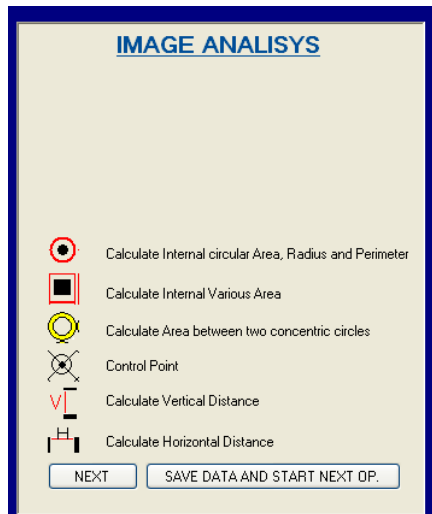 IMAGE ANALISYS
Calculate Internal circular Area, Radius and Perimeter
Calculate Internal Various Area
Calculate Area between two concentric circles
Control Point
V
Calculate Vertical Distance
H
Calculate Horizontal Distance
NEXT
SAVE DATA AND START NEXT OP.